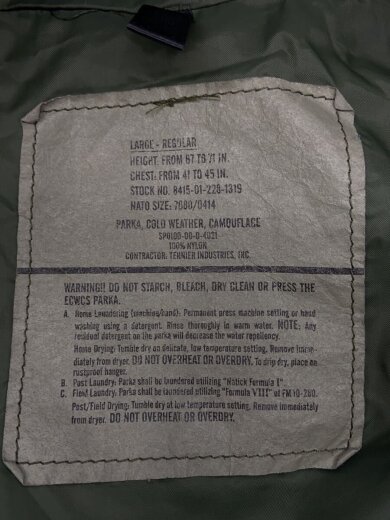 LARGE - REGULAR
HEIGHT: FROM 67 TO 71 IN.
CHEST: FROM 41 TO 45 IN.
STOCK NO. 8415-01-228-1319
NATO SIZE: 7080/0414
PARKA, COLD WEATHER, CAMOUFLAGE
SP0100-00-D-4021
100% NYLON
CONTRACTOR: TENNIER INDUSTRIES, INC.
WARNING!! DO NOT STARCH, BLEACH, DRY CLEAN OR PRESS THE
ECWCS PARKA.
A. Home Laundering (machine/hand): Permanent press machine setting or hand
washing using a detergent. Rinse thoroughly in warm water. NOTE: Any
residual detergent on the parka will decrease the water repellency.
Home Drying: Tumble dry on delicate, low temperature setting. Remove imme-
diately from dryer. DO NOT OVERHEAT OR OVERDRY. To drip dry, place on
rustproof hanger.
B. Post Laundry: Parka shall be laundered utilizing "Natick Formula I".
C. Field Laundry: Parka shall be laundered utilizing "Formula VIII" of FM 10-280.
Post/Field Drying: Tumble dry at low temperature setting. Remove immediately
from dryer. DO NOT OVERHEAT OR OVERDRY.